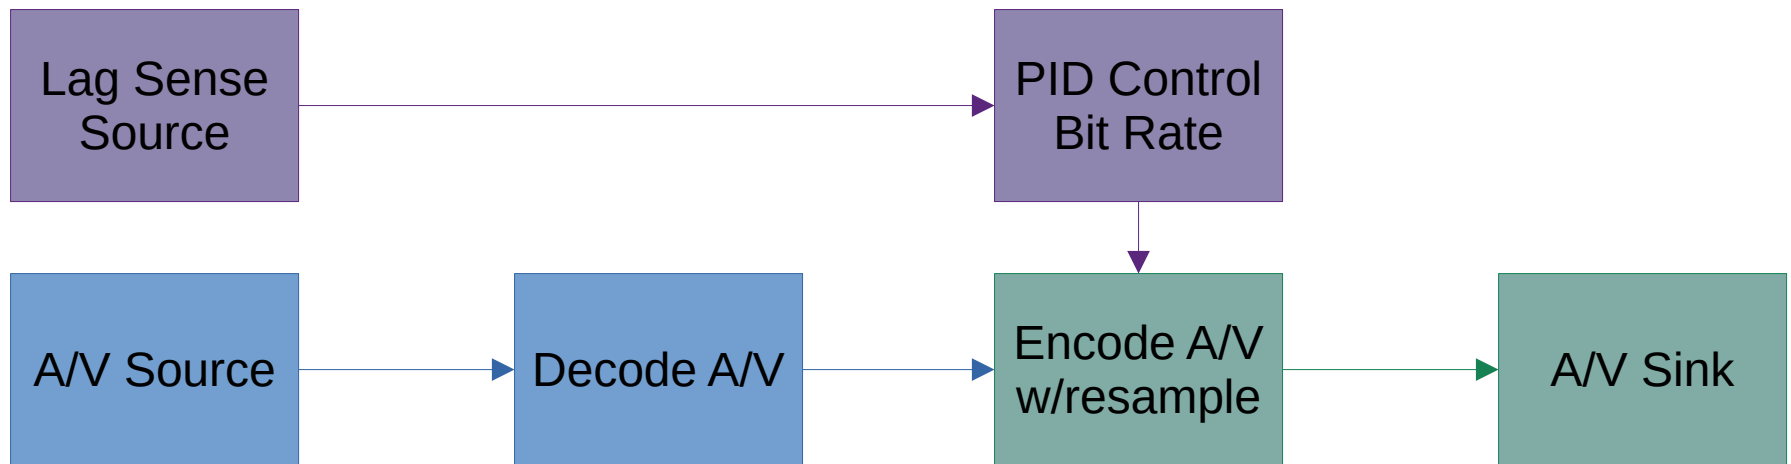 Lag Sense
Source
PID Control
Bit Rate
A/V Source
Decode A/V
Encode A/V
w/resample
A/V Sink